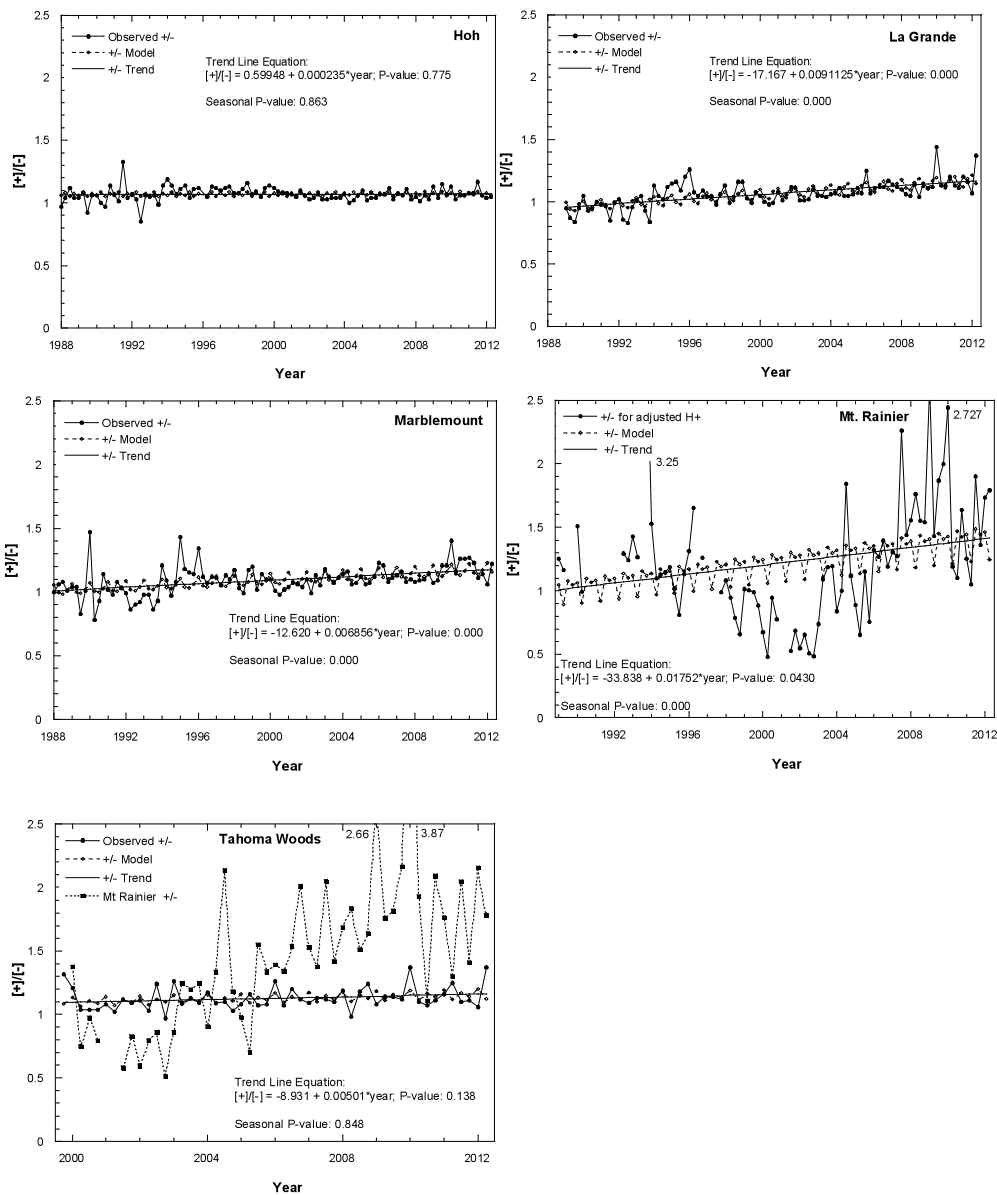 Hoh
Observed +/-
+/- Model
+/- Trend
Trend Line Equation:
[+]/[-] = 0.59948 + 0.000235*year; P-value: 0.775
Seasonal P-value: 0.863
2.5
2
1.5
1
0.5
0
[+]/[-]
1988 1992 1996 2000 2004 2008 2012
Year
La Grande
Observed +/-
+/- Model
+/- Trend
Trend Line Equation:
[+]/[-] = -17.167 + 0.0091125*year; P-value: 0.000
Seasonal P-value: 0.000
2.5
2
1.5
1
0.5
0
[+]/[-]
1988 1992 1996 2000 2004 2008 2012
Year
Marblemount
Observed +/-
+/- Model
+/- Trend
2.5
2
1.5
1
0.5
0
[+]/[-]
Trend Line Equation:
[+]/[-] = -12.620 + 0.006856*year; P-value: 0.000
Seasonal P-value: 0.000
1988 1992 1996 2000 2004 2008 2012
Year
Mt. Rainier
+/- for adjusted H+
+/- Model
+/- Trend
3.25
2.727
2.5
2
1.5
1
0.5
0
[+]/[-]
Trend Line Equation:
[+]/[-] = -33.838 + 0.01752*year; P-value: 0.0430
Seasonal P-value: 0.000
1992 1996 2000 2004 2008 2012
Year
Tahoma Woods
Observed +/-
+/- Model
+/- Trend
Mt Rainier +/-
2.66
3.87
2.5
2
1.5
1
0.5
0
[+]/[-]
Trend Line Equation:
[+]/[-] = -8.931 + 0.00501*year; P-value: 0.138
Seasonal P-value: 0.848
2000 2004 2008 2012
Year